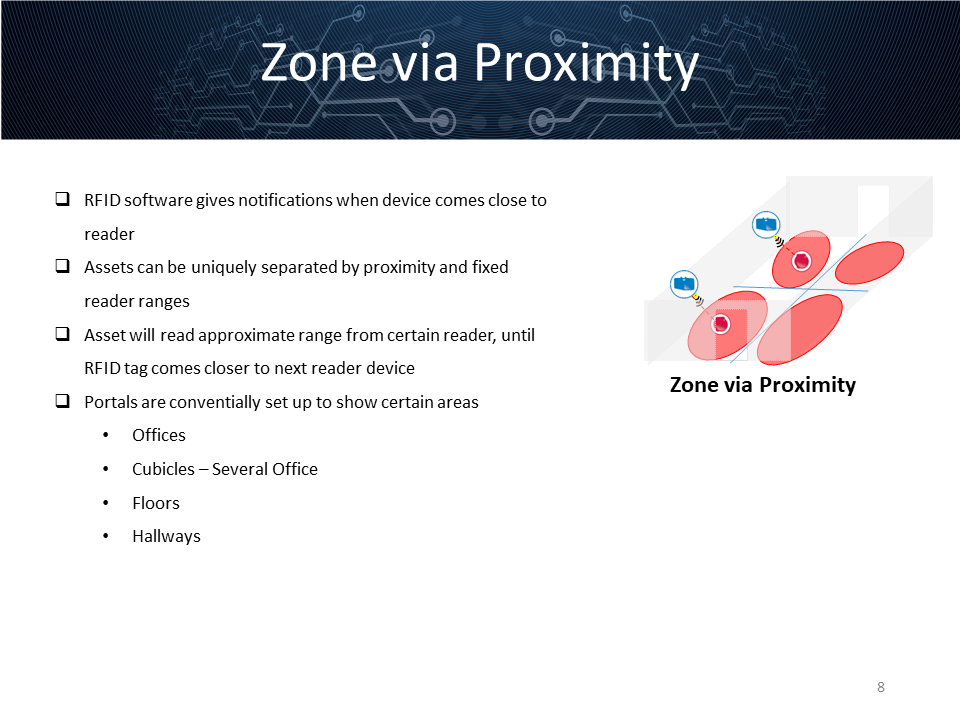 Zone via Proximity
RFID software gives notifications when device comes close to
reader
Assets can be uniquely separated by proximity and fixed
reader ranges
Asset will read approximate range from certain reader, until
RFID tag comes closer to next reader device
Portals are conventially set up to show certain areas
• Offices
• Cubicles – Several Office
• Floors
• Hallways
Zone via Proximity
8